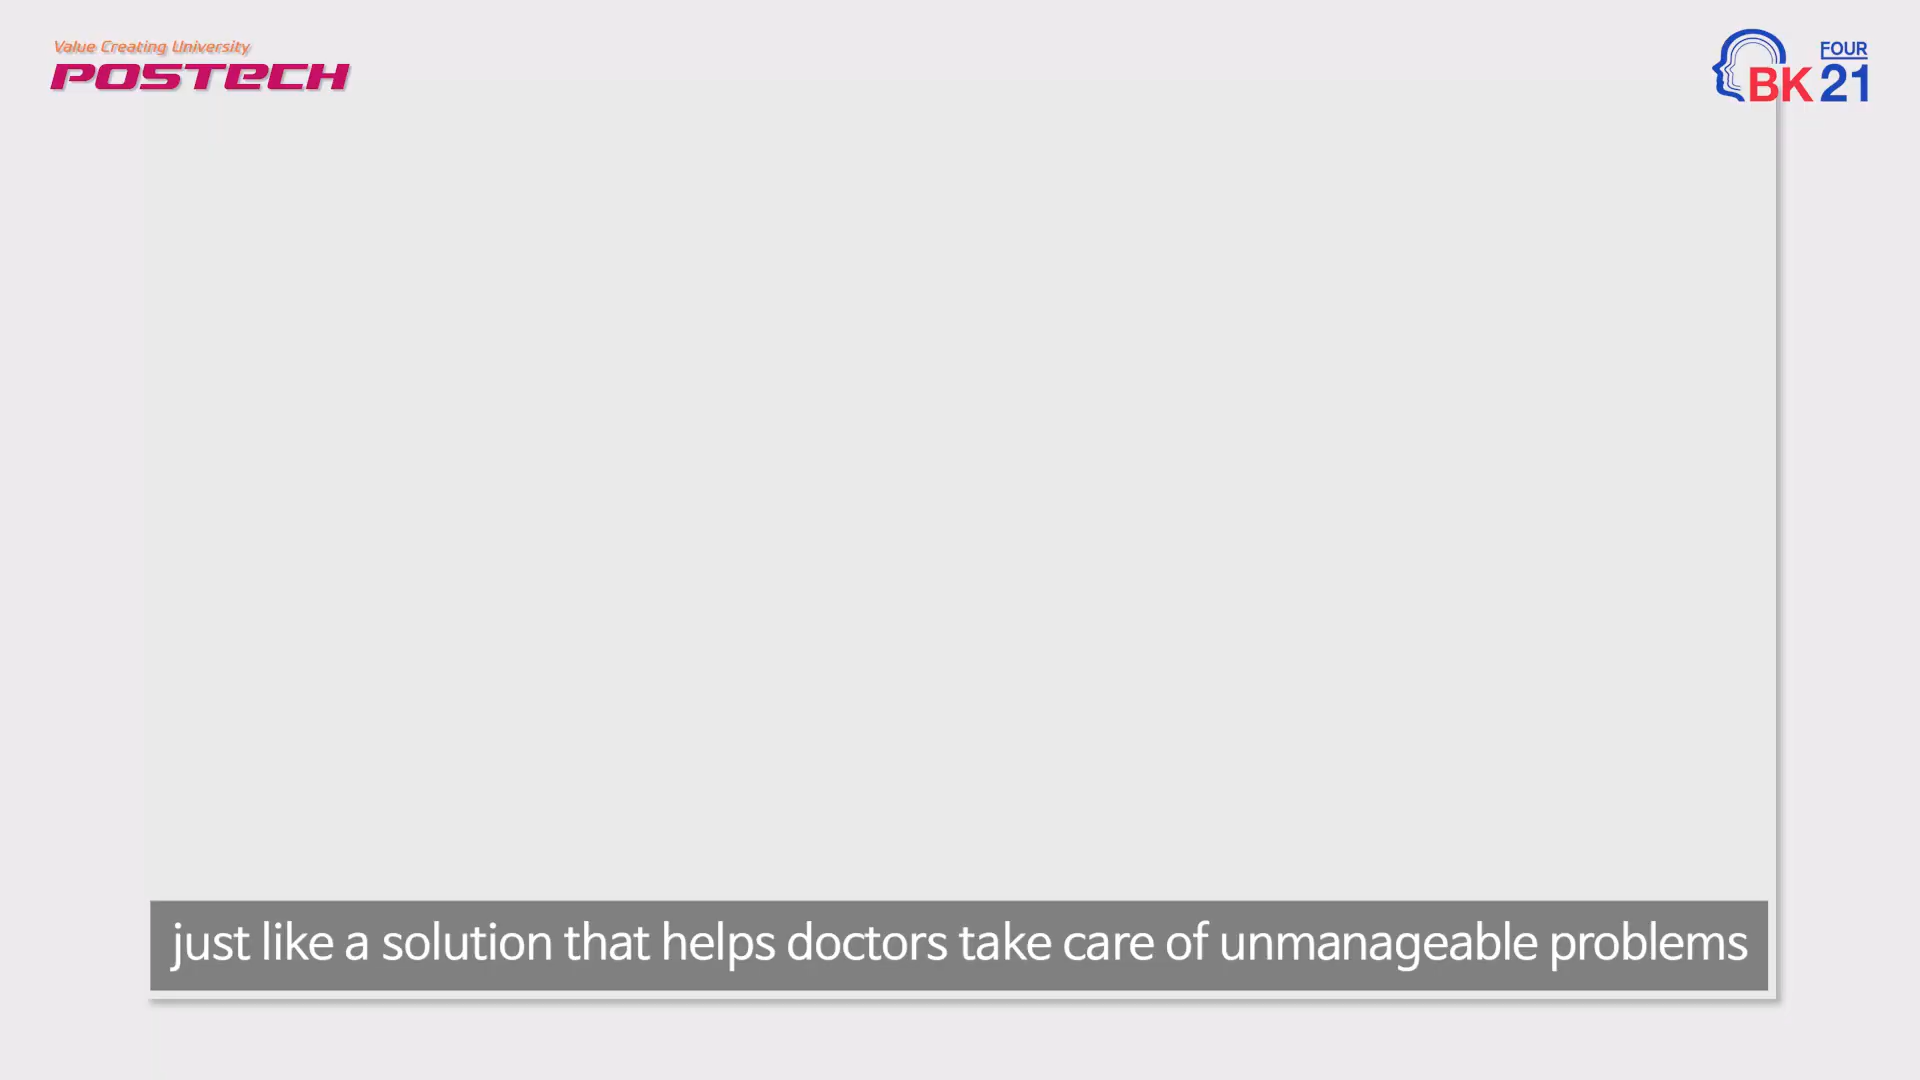 Value Creating University
POSTECH
FOUR
BK 21
just like a solution that helps doctors take care of unmanageable problems